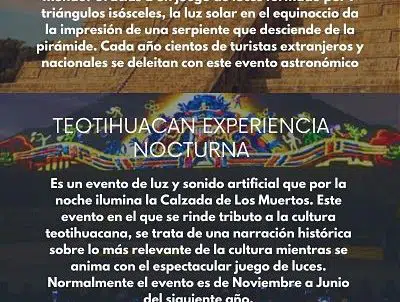 triángulos isósceles, la luz solar en el equinoccio da
la impresión de una serpiente que desciende de la
pirámide. Cada año cientos de turistas extranjeros y
nacionales se deleitan con este evento astronómico
TEOTIHUACAN EXPERIENCIA
NOCTURNA
Es un evento de luz y sonido artificial que por la
noche ilumina la Calzada de Los Muertos. Este
evento en el que se rinde tributo a la cultura
teotihuacana, se trata de una narración histórica
sobre lo más relevante de la cultura mientras se
anima con el espectacular juego de luces.
Normalmente el evento es de Noviembre a Junio
del siguiente año.